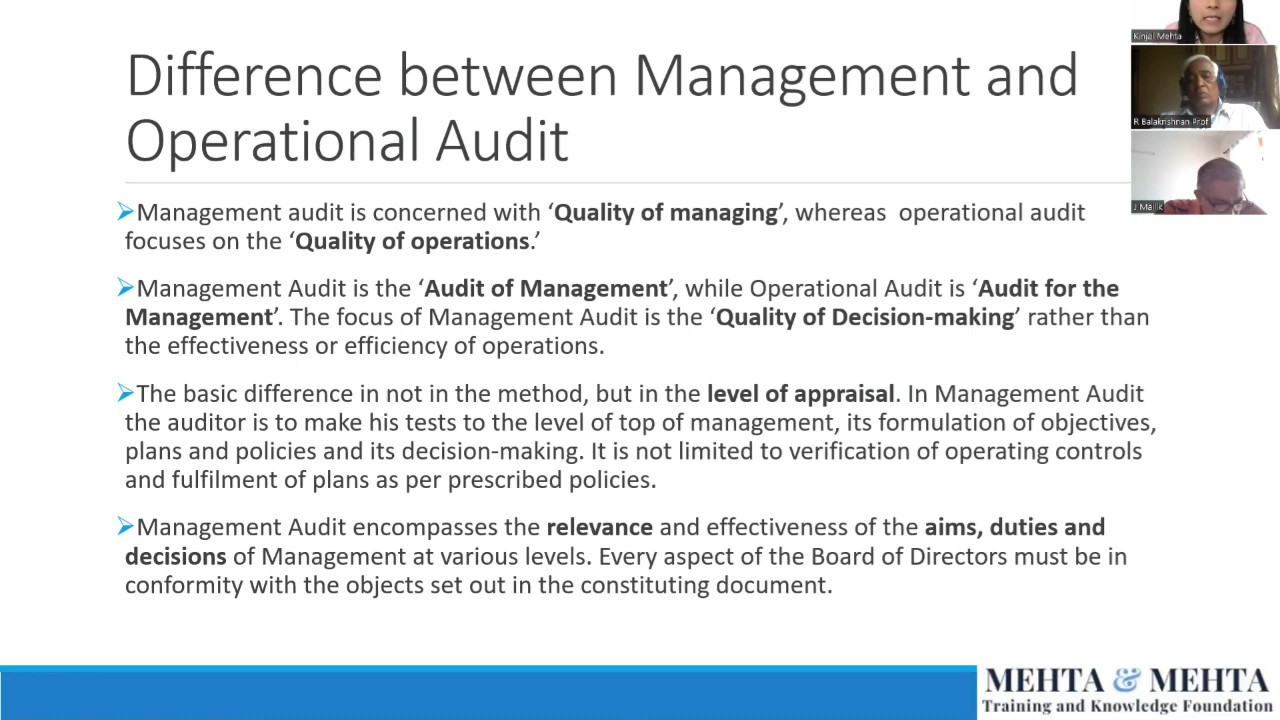 Difference between Management and
Operational Audit
➢Management audit is concerned with ‘Quality of managing’, whereas operational audit
focuses on the ‘Quality of operations.’
➢Management Audit is the ‘Audit of Management’, while Operational Audit is ‘Audit for the
Management’. The focus of Management Audit is the ‘Quality of Decision-making’ rather than
the effectiveness or efficiency of operations.
➢The basic difference in not in the method, but in the level of appraisal. In Management Audit
the auditor is to make his tests to the level of top of management, its formulation of objectives,
plans and policies and its decision-making. It is not limited to verification of operating controls
and fulfilment of plans as per prescribed policies.
➢Management Audit encompasses the relevance and effectiveness of the aims, duties and
decisions of Management at various levels. Every aspect of the Board of Directors must be in
conformity with the objects set out in the constituting document.
Kinjal Mehta
R Balakrishnan Prof
J Mallik
MEHTA & MEHTA
Training and Knowledge Foundation